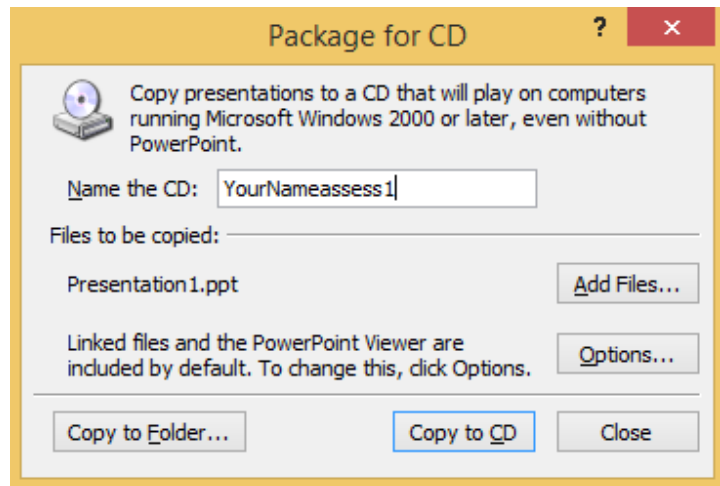 Package for CD
?
×
Copy presentations to a CD that will play on computers
running Microsoft Windows 2000 or later, even without
PowerPoint.
Name the CD: YourNameassess1
Files to be copied:
Presentation1.ppt
Add Files...
Linked files and the PowerPoint Viewer are
included by default. To change this, click Options.
Options...
Copy to Folder... Copy to CD Close